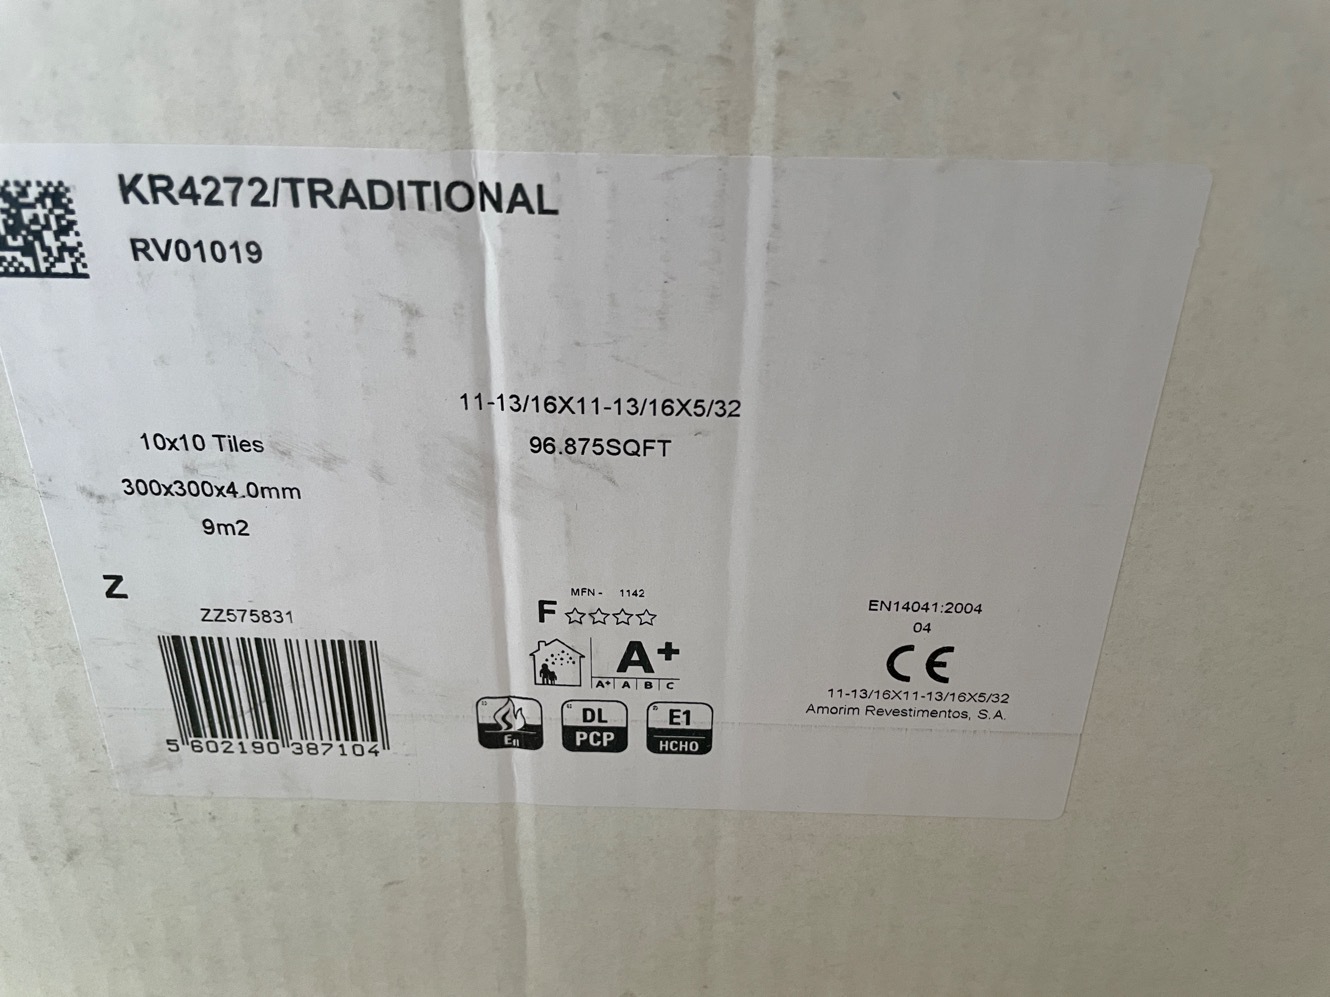 KR4272/TRADITIONAL
RV01019
11-13/16X11-13/16X5/32
96.875SQFT
10x10 Tiles
300x300x4.0mm
9m2
Z
ZZ575831
5 602190 387104
MFN - 1142
F ☆☆☆☆
A+
A+ A B C
En
DL
PCP
E1
HCHO
EN14041:2004
04
CE
11-13/16X11-13/16X5/32
Amorim Revestimentos, S.A.